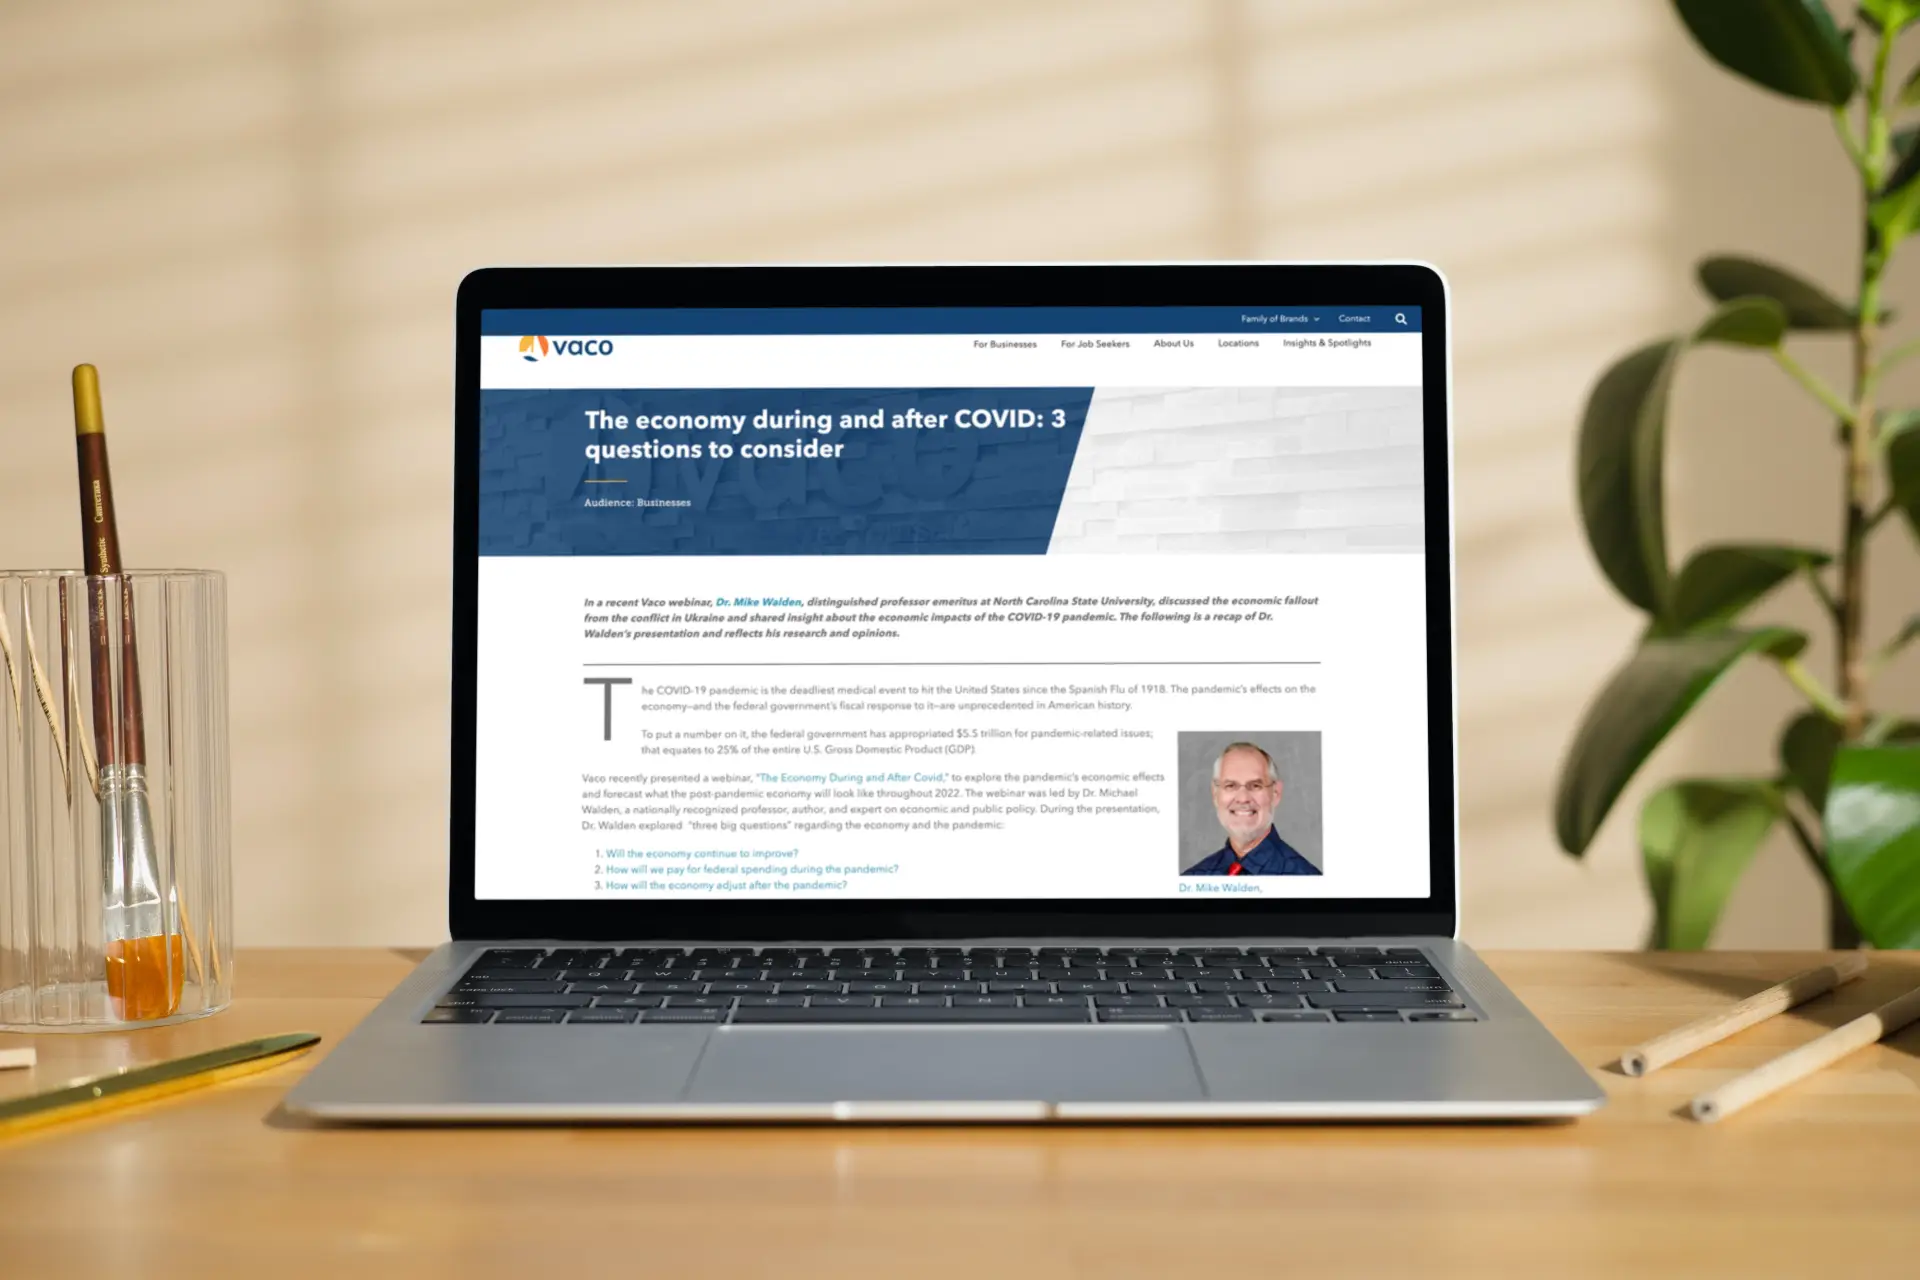 Family of Brands
Contact
vaco
For Businesses
For Job Seekers
About Us
Locations
Insights & Spotlights
The economy during and after COVID: 3
questions to consider
Audience: Businesses
In a recent Vaco webinar, Dr. Mike Walden, distinguished professor emeritus at North Carolina State University, discussed the economic fallout
from the conflict in Ukraine and shared insight about the economic impacts of the COVID-19 pandemic. The following is a recap of Dr.
Walden's presentation and reflects his research and opinions.
The COVID-19 pandemic is the deadliest medical event to hit the United States since the Spanish Flu of 1918. The pandemic's effects on the
economy—and the federal government's fiscal response to it—are unprecedented in American history.
To put a number on it, the federal government has appropriated $5.5 trillion for pandemic-related issues;
that equates to 25% of the entire U.S. Gross Domestic Product (GDP)
Vaco recently presented a webinar, "The Economy During and After Covid," to explore the pandemic's economic effects
and forecast what the post-pandemic economy will look like throughout 2022. The webinar was led by Dr. Michael
Walden, a nationally recognized professor, author, and expert on economic and public policy. During the presentation,
Dr. Walden explored "three big questions" regarding the economy and the pandemic:
1. Will the economy continue to improve?
2. How will we pay for federal spending during the pandemic?
3. How will the economy adjust after the pandemic?
Dr. Mike Walden,
Синтетика
Synthetic
delete
tab
Q W E R T Y U I O P
caps lock
A S D F G H J K L
return
shift
Z X C V B N M
shift